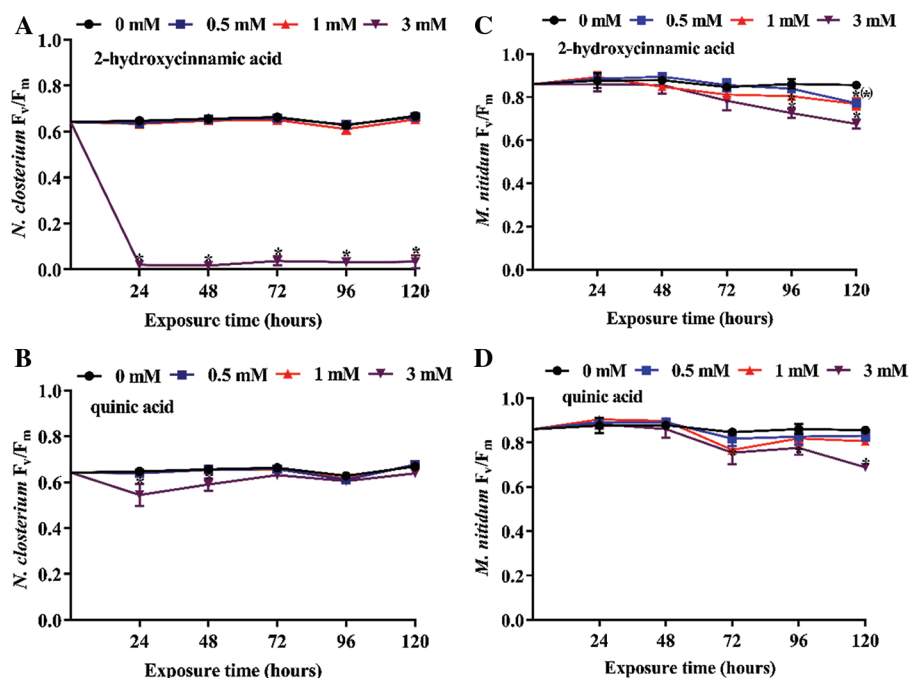 A
0 mM 0.5 mM 1 mM 3 mM
2-hydroxycinnamic acid
N. closterium Fv/Fm
1.0
0.8
0.6
0.4
0.2
0.0
* * * * *
24 48 72 96 120
Exposure time (hours)
B
0 mM 0.5 mM 1 mM 3 mM
quinic acid
N. closterium Fv/Fm
1.0
0.8
0.6
0.4
0.2
0.0
* *
24 48 72 96 120
Exposure time (hours)
C
0 mM 0.5 mM 1 mM 3 mM
2-hydroxycinnamic acid
M. nitidum Fv/Fm
1.0
0.8
0.6
0.4
0.2
0.0
*(*)
* *
24 48 72 96 120
Exposure time (hours)
D
0 mM 0.5 mM 1 mM 3 mM
quinic acid
M. nitidum Fv/Fm
1.0
0.8
0.6
0.4
0.2
0.0
* * *
24 48 72 96 120
Exposure time (hours)